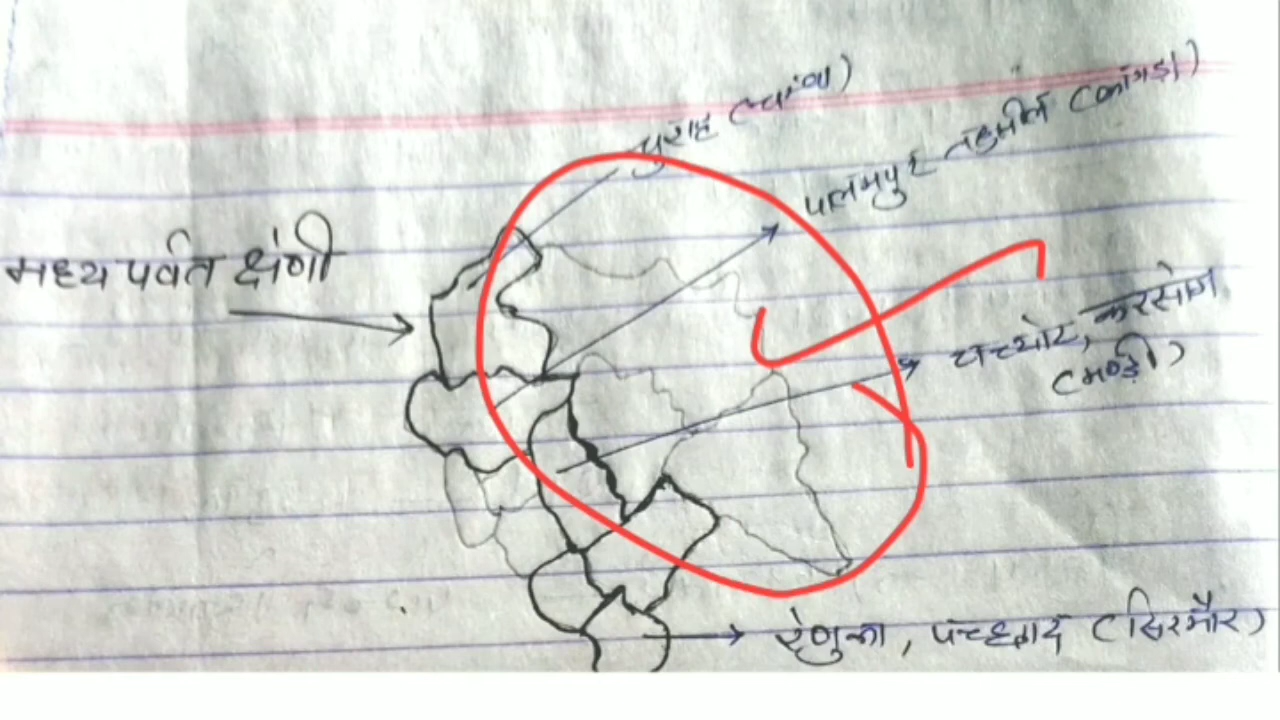 चुराह (चंबा)
पालमपुर तहसील (कांगड़ा)
मध्य पर्वत श्रेणी
चच्योट, करसोग
(मण्डी)
रेणुका, पच्छाद (सिरमौर)